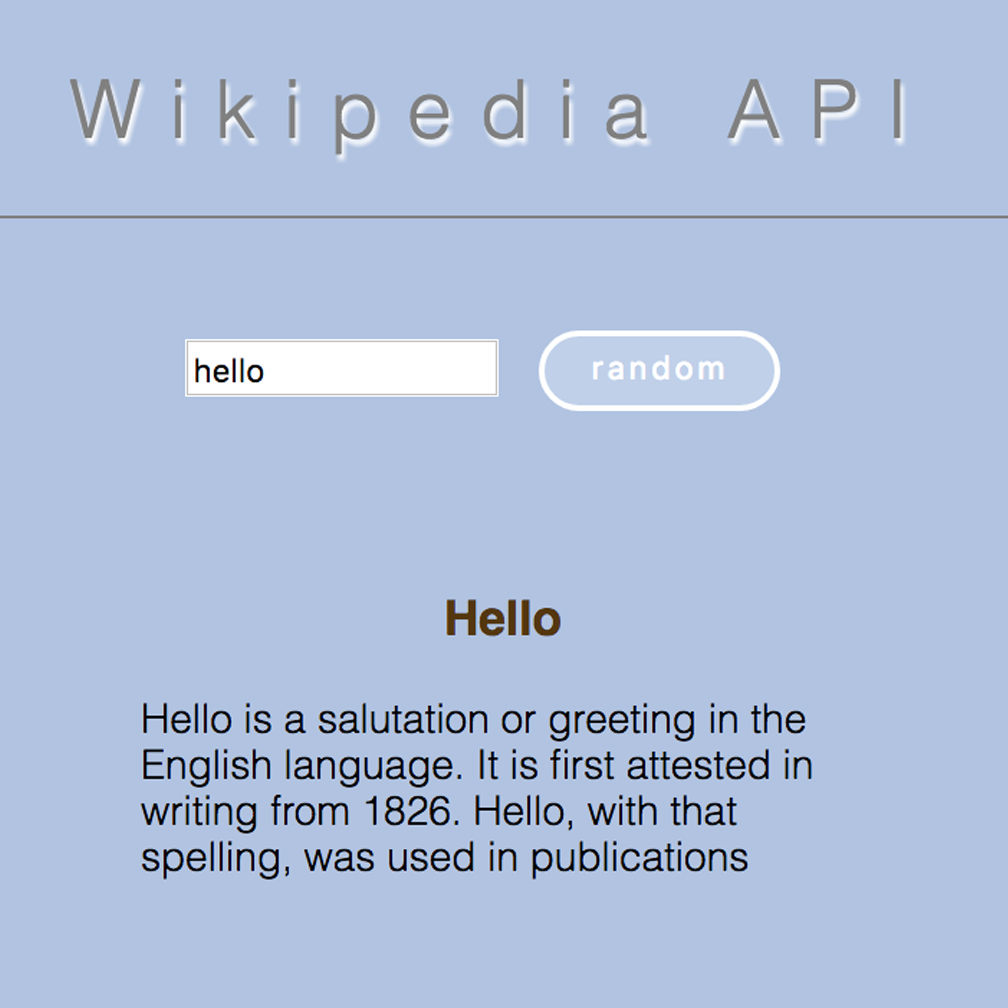 Wikipedia API
hello
random
Hello
Hello is a salutation or greeting in the
English language. It is first attested in
writing from 1826. Hello, with that
spelling, was used in publications